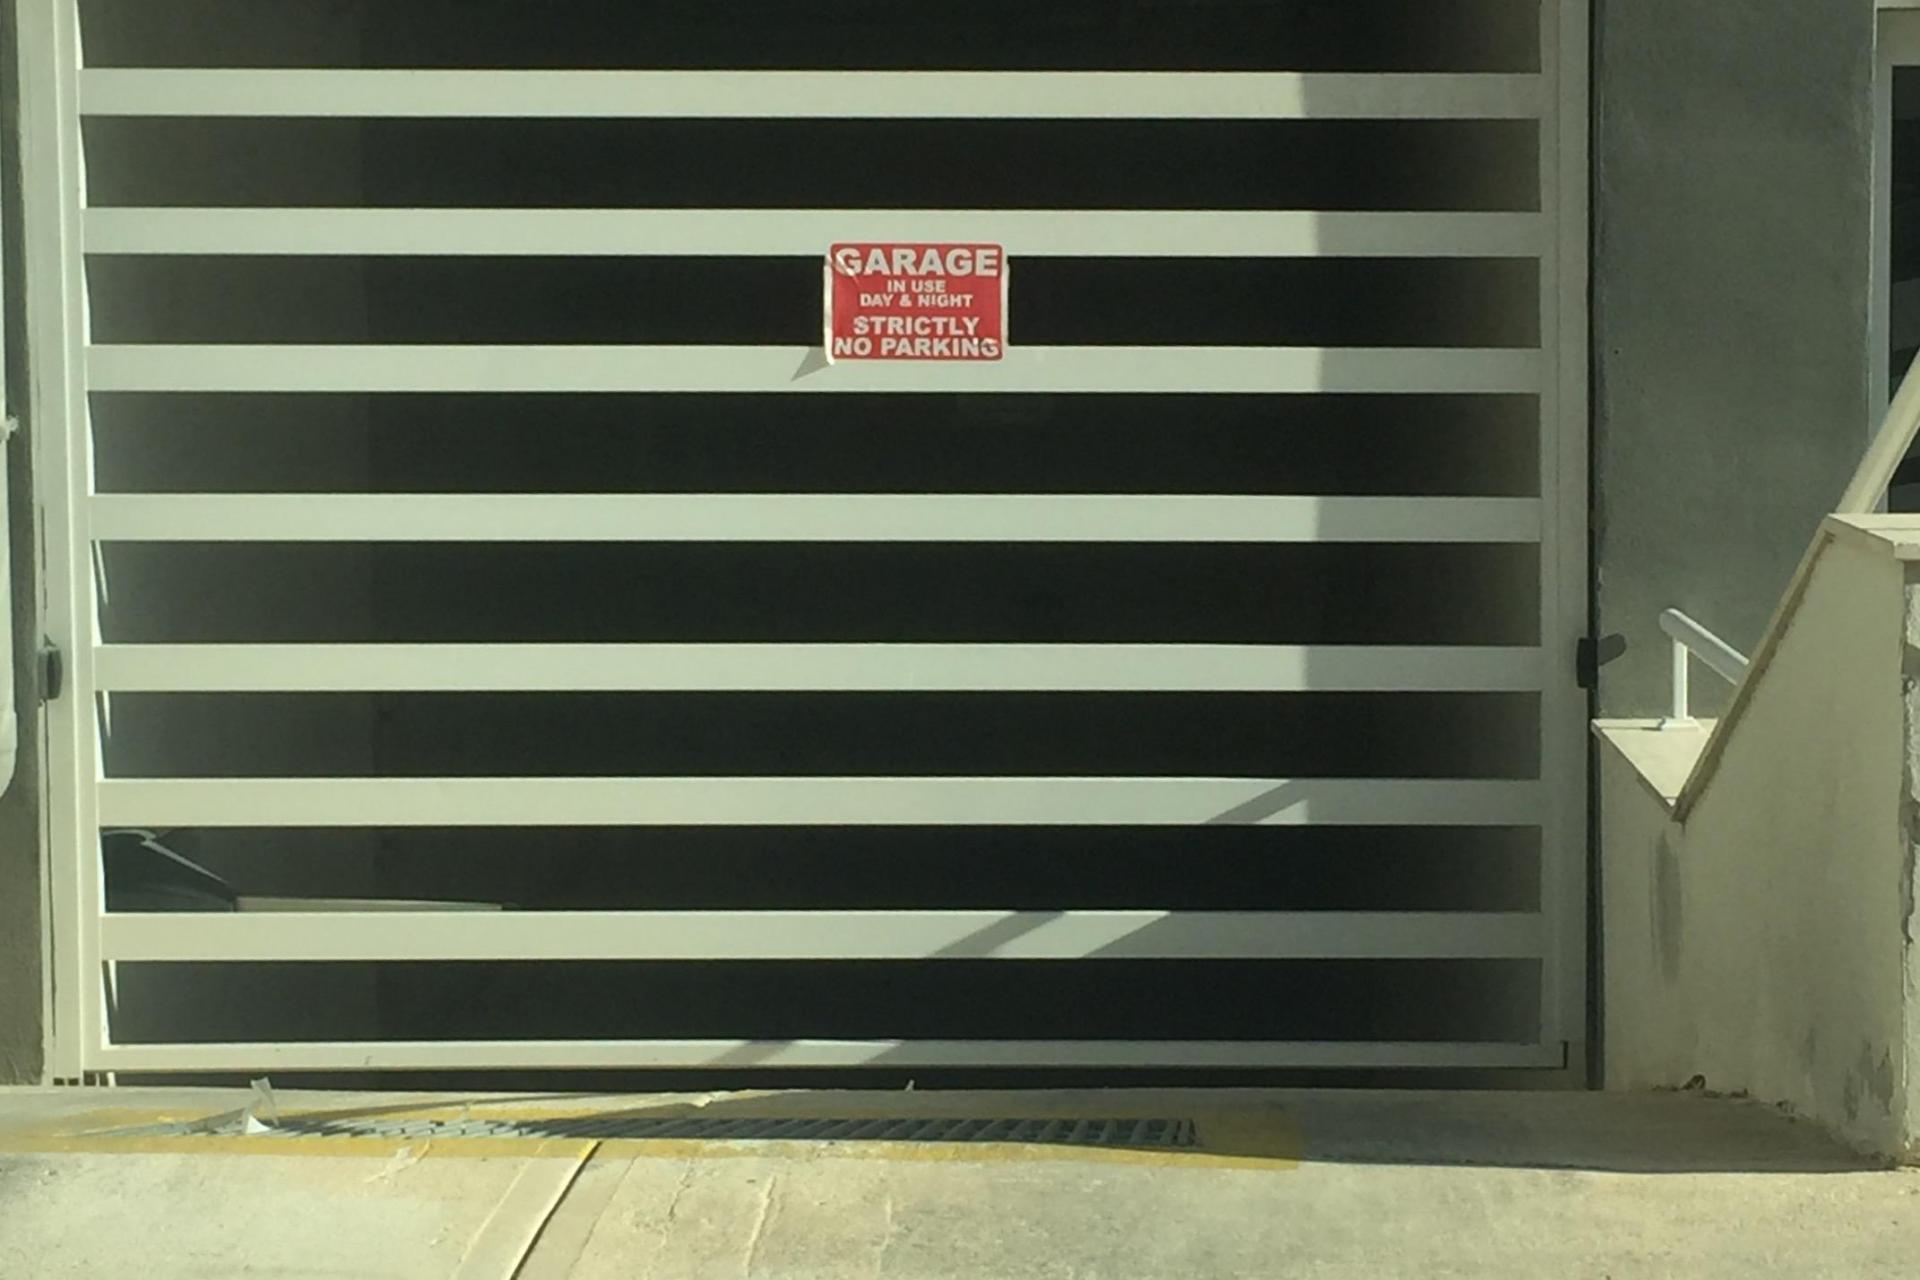 GARAGE
IN USE
DAY & NIGHT
STRICTLY
NO PARKING